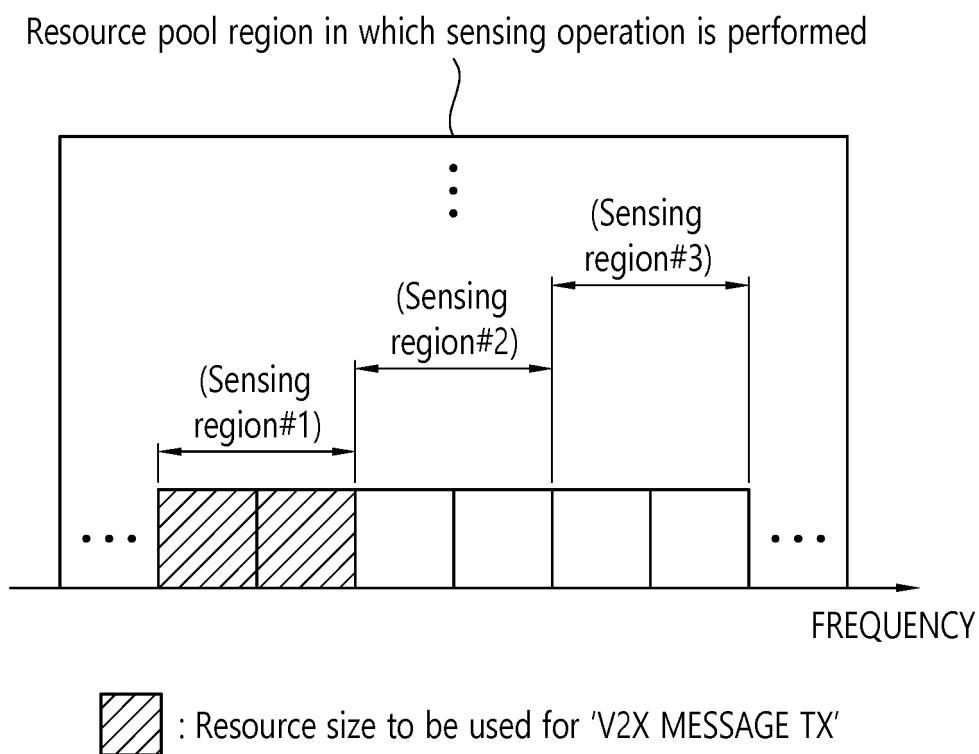 Resource pool region in which sensing operation is performed
(Sensing
region#3)
(Sensing
region#2)
(Sensing
region#1)
FREQUENCY
: Resource size to be used for ‘V2X MESSAGE TX’